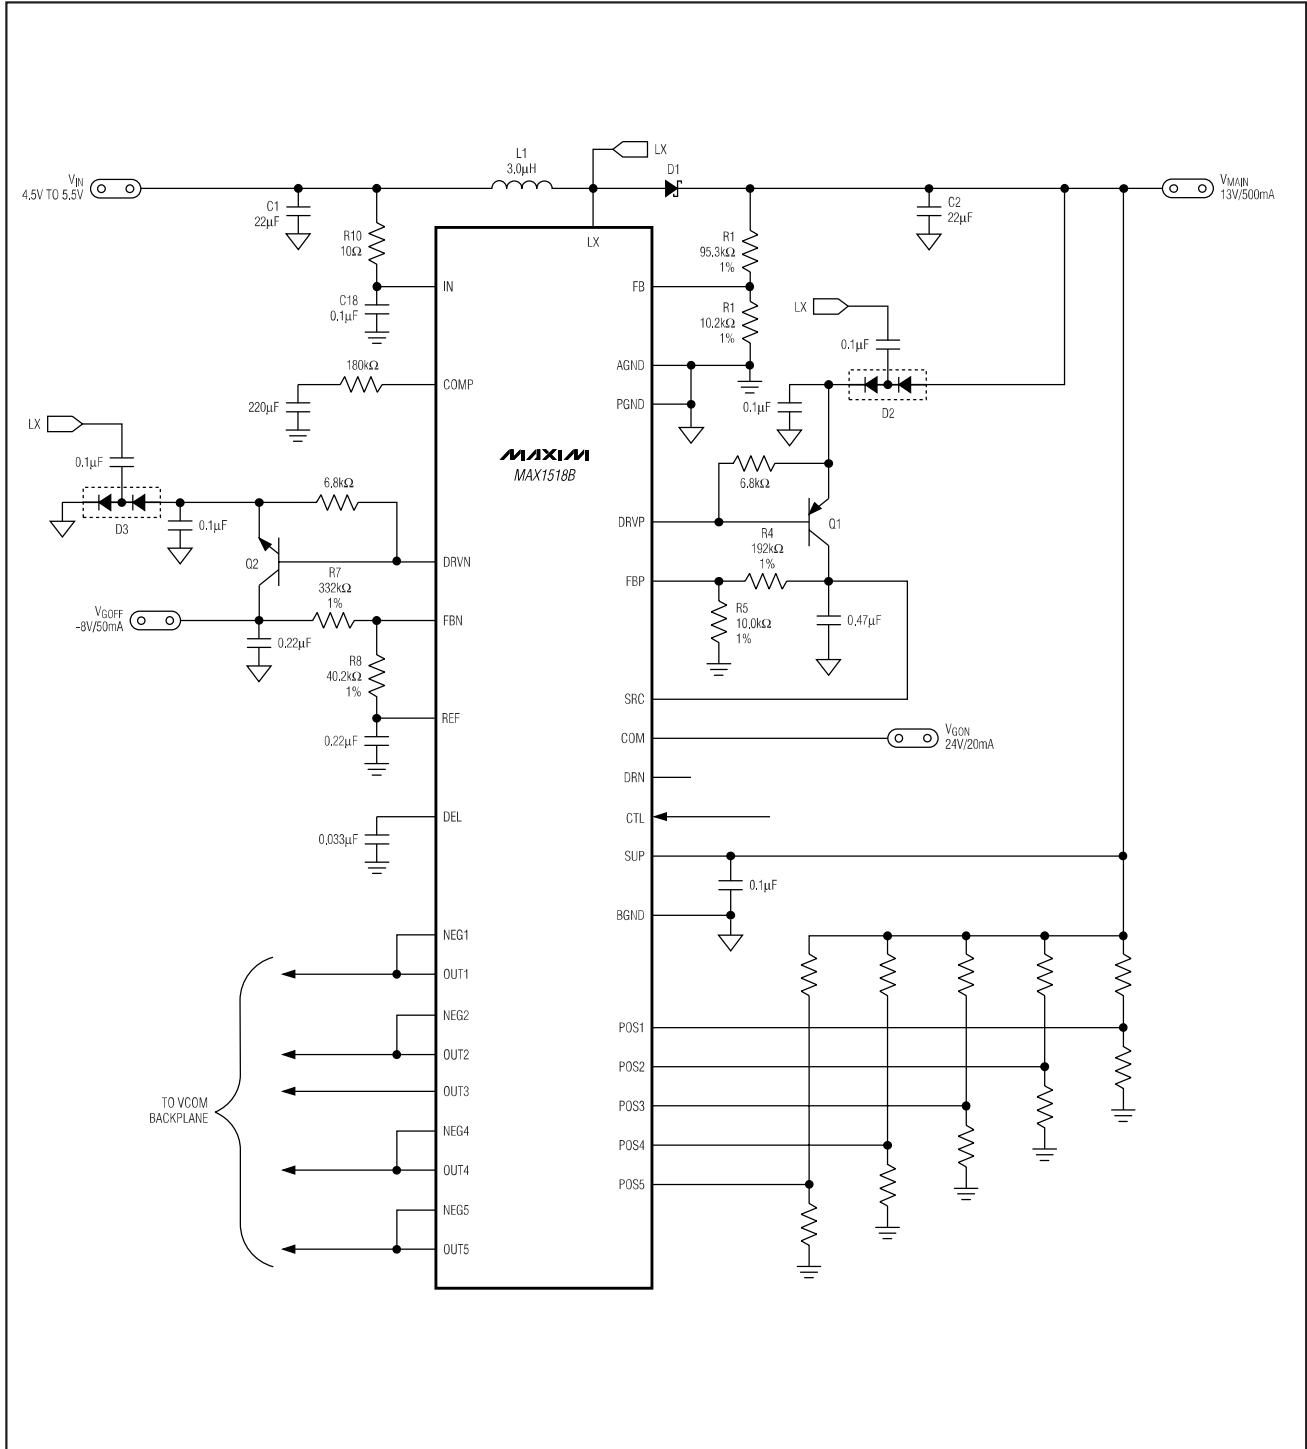 L1
3.0µH
LX
D1
VIN
4.5V TO 5.5V
VMAIN
13V/500mA
C1
22µF
R10
10Ω
C2
22µF
LX
R1
95.3kΩ
1%
IN
FB
C18
0.1µF
R1
10.2kΩ
1%
LX
0.1µF
180kΩ
COMP
AGND
220µF
PGND
0.1µF
D2
LX
0.1µF
MAXIM
MAX1518B
6.8kΩ
6.8kΩ
D3
0.1µF
Q2
DRVN
DRVP
Q1
R4
192kΩ
1%
R7
332kΩ
1%
FBP
VGOFF
-8V/50mA
FBN
R5
10.0kΩ
1%
0.47µF
0.22µF
R8
40.2kΩ
1%
SRC
REF
COM
VGON
24V/20mA
0.22µF
DRN
DEL
CTL
0.033µF
SUP
0.1µF
BGND
NEG1
OUT1
NEG2
POS1
OUT2
POS2
OUT3
TO VCOM
BACKPLANE
POS3
NEG4
POS4
OUT4
POS5
NEG5
OUT5